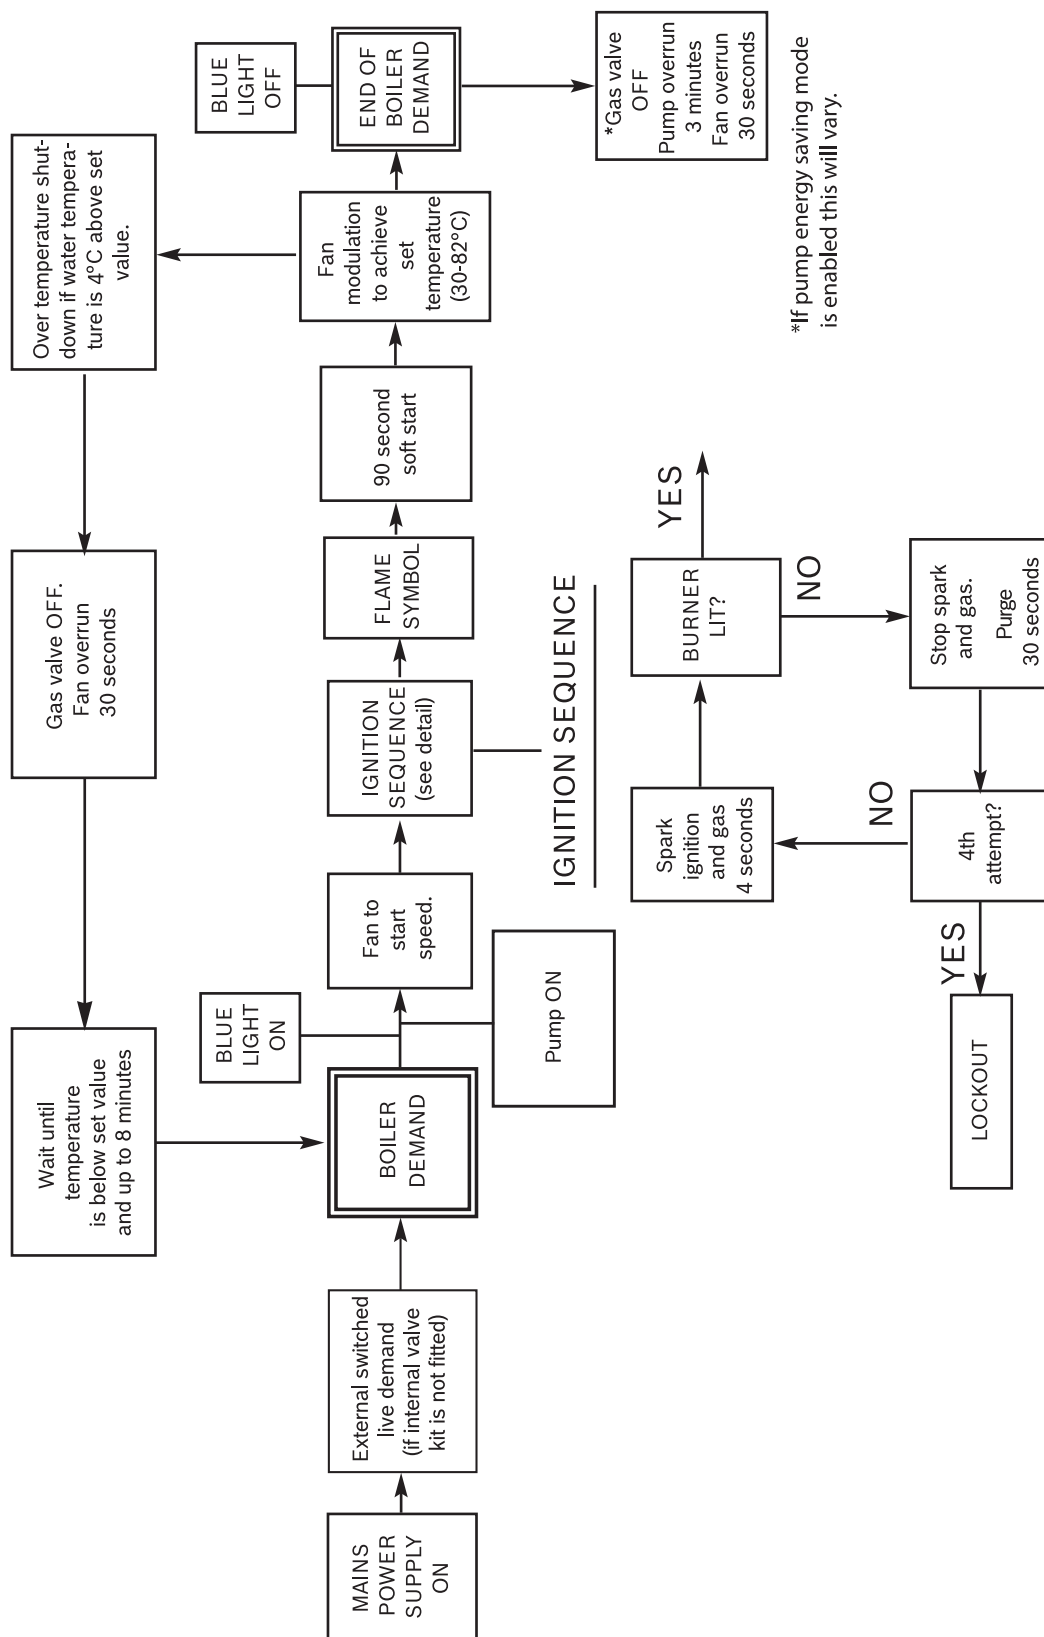 MAINS
POWER
SUPPLY
ON
External switched
live demand
(if internal valve
kit is not fitted)
BOILER
DEMAND
BLUE
LIGHT
ON
Pump ON
Fan to
start
speed.
IGNITION
SEQUENCE
(see detail)
FLAME
SYMBOL
90 second
soft start
Fan
modulation
to achieve
set
temperature
(30-82°C)
END OF
BOILER
DEMAND
BLUE
LIGHT
OFF
*Gas valve
OFF
Pump overrun
3 minutes
Fan overrun
30 seconds
*If pump energy saving mode
is enabled this will vary.
Over temperature shut-
down if water tempera-
ture is 4°C above set
value.
Gas valve OFF.
Fan overrun
30 seconds
Wait until
temperature
is below set value
and up to 8 minutes
IGNITION SEQUENCE
Spark
ignition
and gas
4 seconds
BURNER
LIT?
YES
NO
Stop spark
and gas.
Purge
30 seconds
4th
attempt?
NO
YES
LOCKOUT